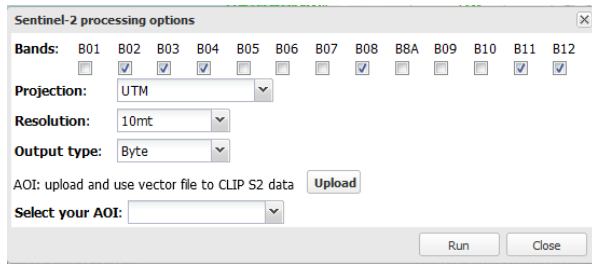 Sentinel-2 processing options
Bands: B01 B02 B03 B04 B05 B06 B07 B08 B8A B09 B10 B11 B12
Projection: UTM
Resolution: 10mt
Output type: Byte
AOI: upload and use vector file to CLIP S2 data Upload
Select your AOI:
Run Close